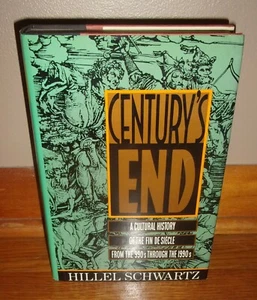 CENTURY'S
END
A CULTURAL HISTORY
OF THE FIN DE SIÈCLE
FROM THE 990s THROUGH THE 1990s
HILLEL SCHWARTZ